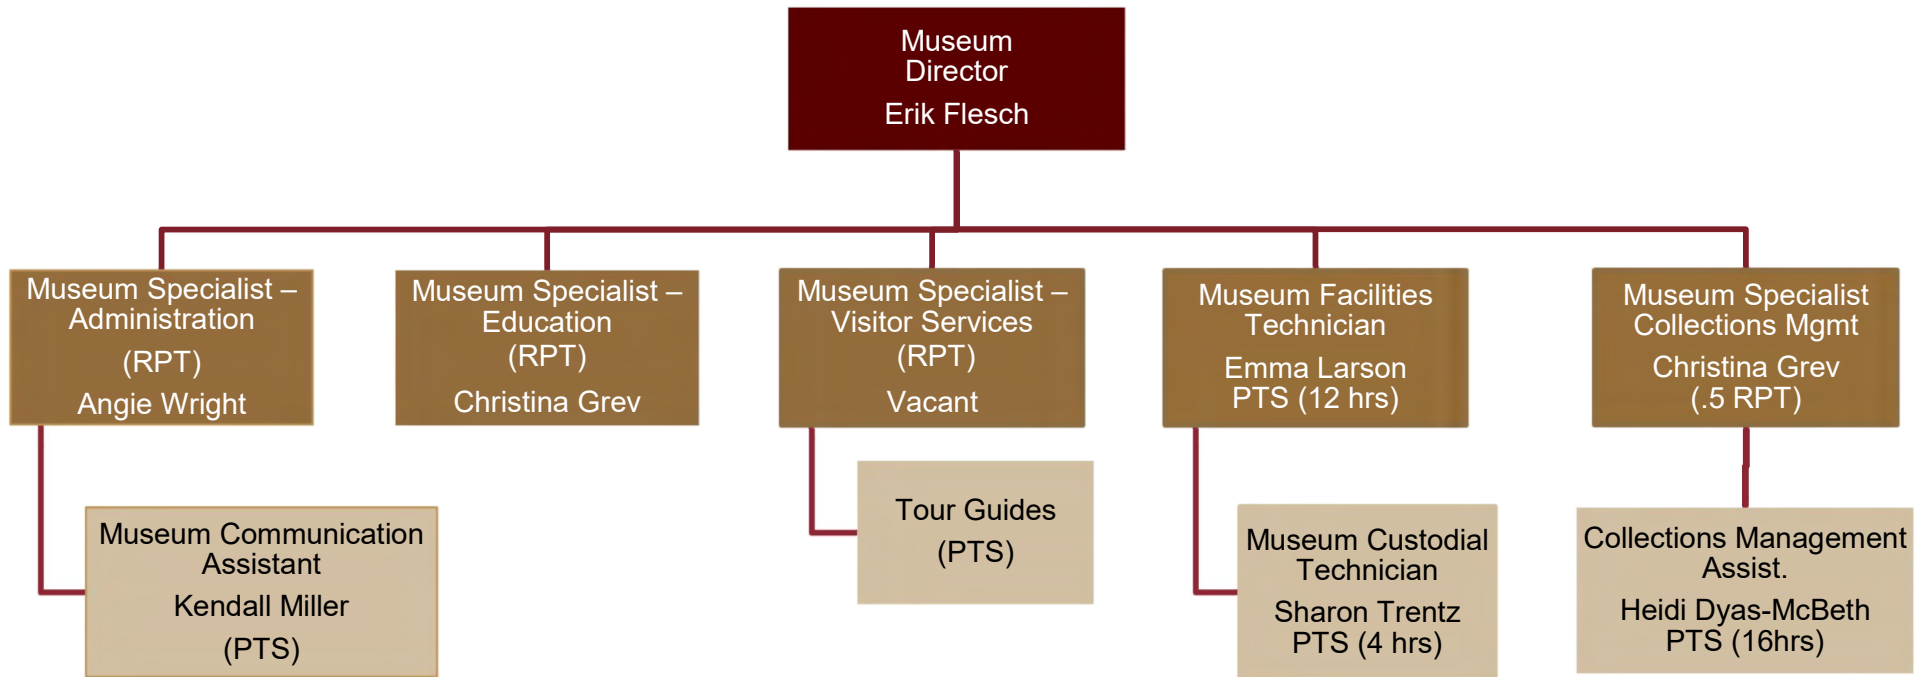 Museum
Director
Erik Flesch
Museum Specialist –
Administration
(RPT)
Angie Wright
Museum Specialist –
Education
(RPT)
Christina Grev
Museum Specialist –
Visitor Services
(RPT)
Vacant
Museum Facilities
Technician
Emma Larson
PTS (12 hrs)
Museum Specialist
Collections Mgmt
Christina Grev
(.5 RPT)
Museum Communication
Assistant
Kendall Miller
(PTS)
Tour Guides
(PTS)
Museum Custodial
Technician
Sharon Trentz
PTS (4 hrs)
Collections Management
Assist.
Heidi Dyas-McBeth
PTS (16hrs)